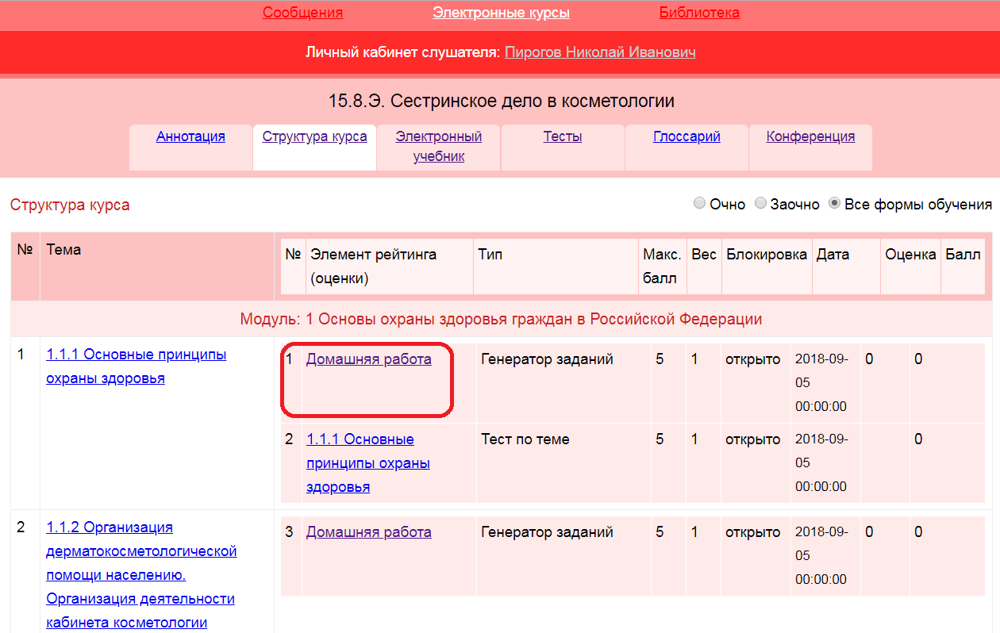 Сообщения Электронные курсы Библиотека
Личный кабинет слушателя: Пирогов Николай Иванович
15.8.Э. Сестринское дело в косметологии
Аннотация Структура курса Электронный учебник Тесты Глоссарий Конференция
Структура курса Очно Заочно Все формы обучения
№ Тема № Элемент рейтинга (оценки) Тип Макс. балл Вес Блокировка Дата Оценка Балл
Модуль: 1 Основы охраны здоровья граждан в Российской Федерации
1 1.1.1 Основные принципы охраны здоровья
1 Домашняя работа Генератор заданий 5 1 открыто 2018-09-05 00:00:00 0 0
2 1.1.1 Основные принципы охраны здоровья Тест по теме 5 1 открыто 2018-09-05 00:00:00 0
2 1.1.2 Организация дерматокосметологической помощи населению. Организация деятельности кабинета косметологии
3 Домашняя работа Генератор заданий 5 1 открыто 2018-09-05 00:00:00 0 0